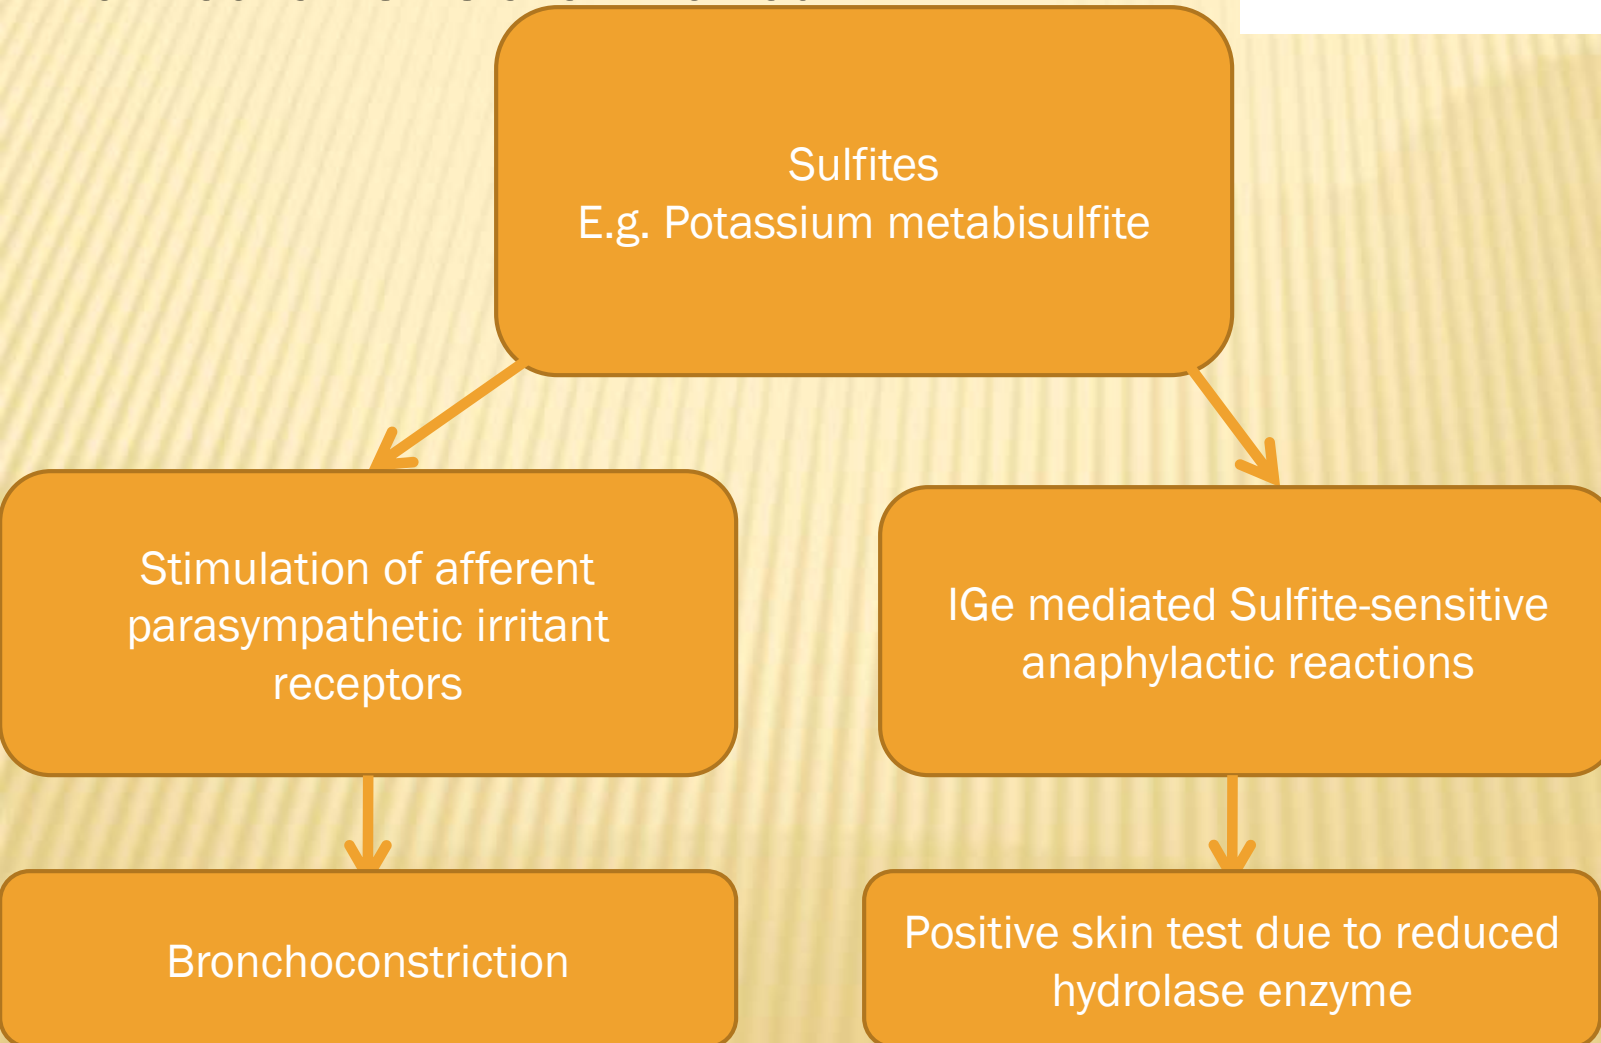 Sulfites
E.g. Potassium metabisulfite
Stimulation of afferent
parasympathetic irritant
receptors
IGe mediated Sulfite-sensitive
anaphylactic reactions
Bronchoconstriction
Positive skin test due to reduced
hydrolase enzyme